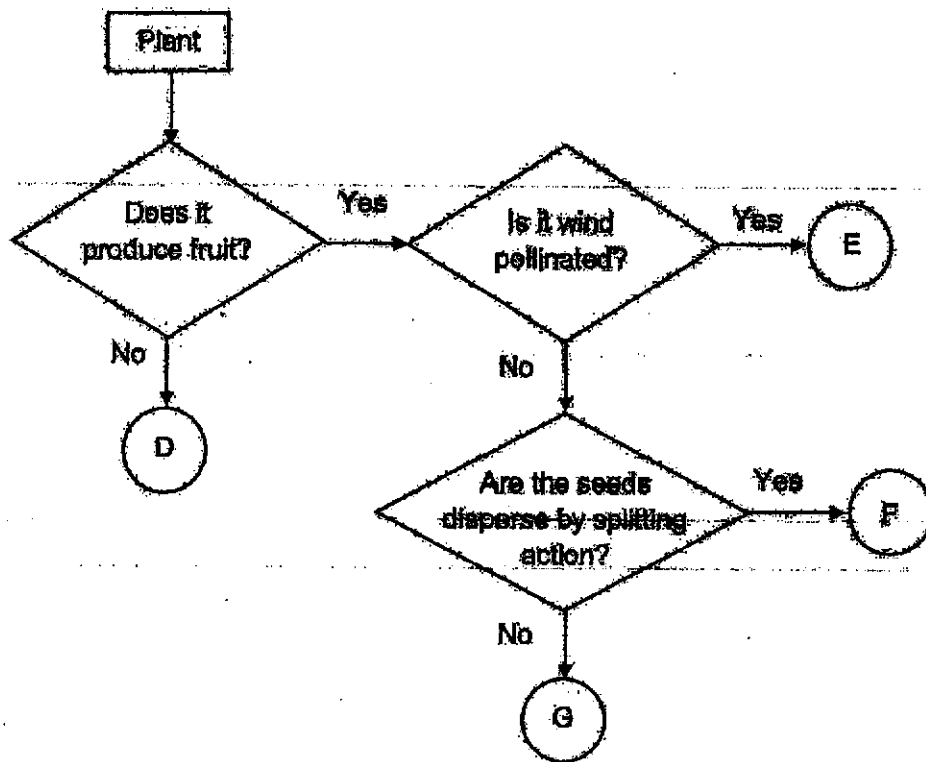 Plant
Does it
produce fruit?
Yes
Is it wind
pollinated?
Yes
E
No
D
No
Are the seeds
disperse by splitting
action?
Yes
F
No
G